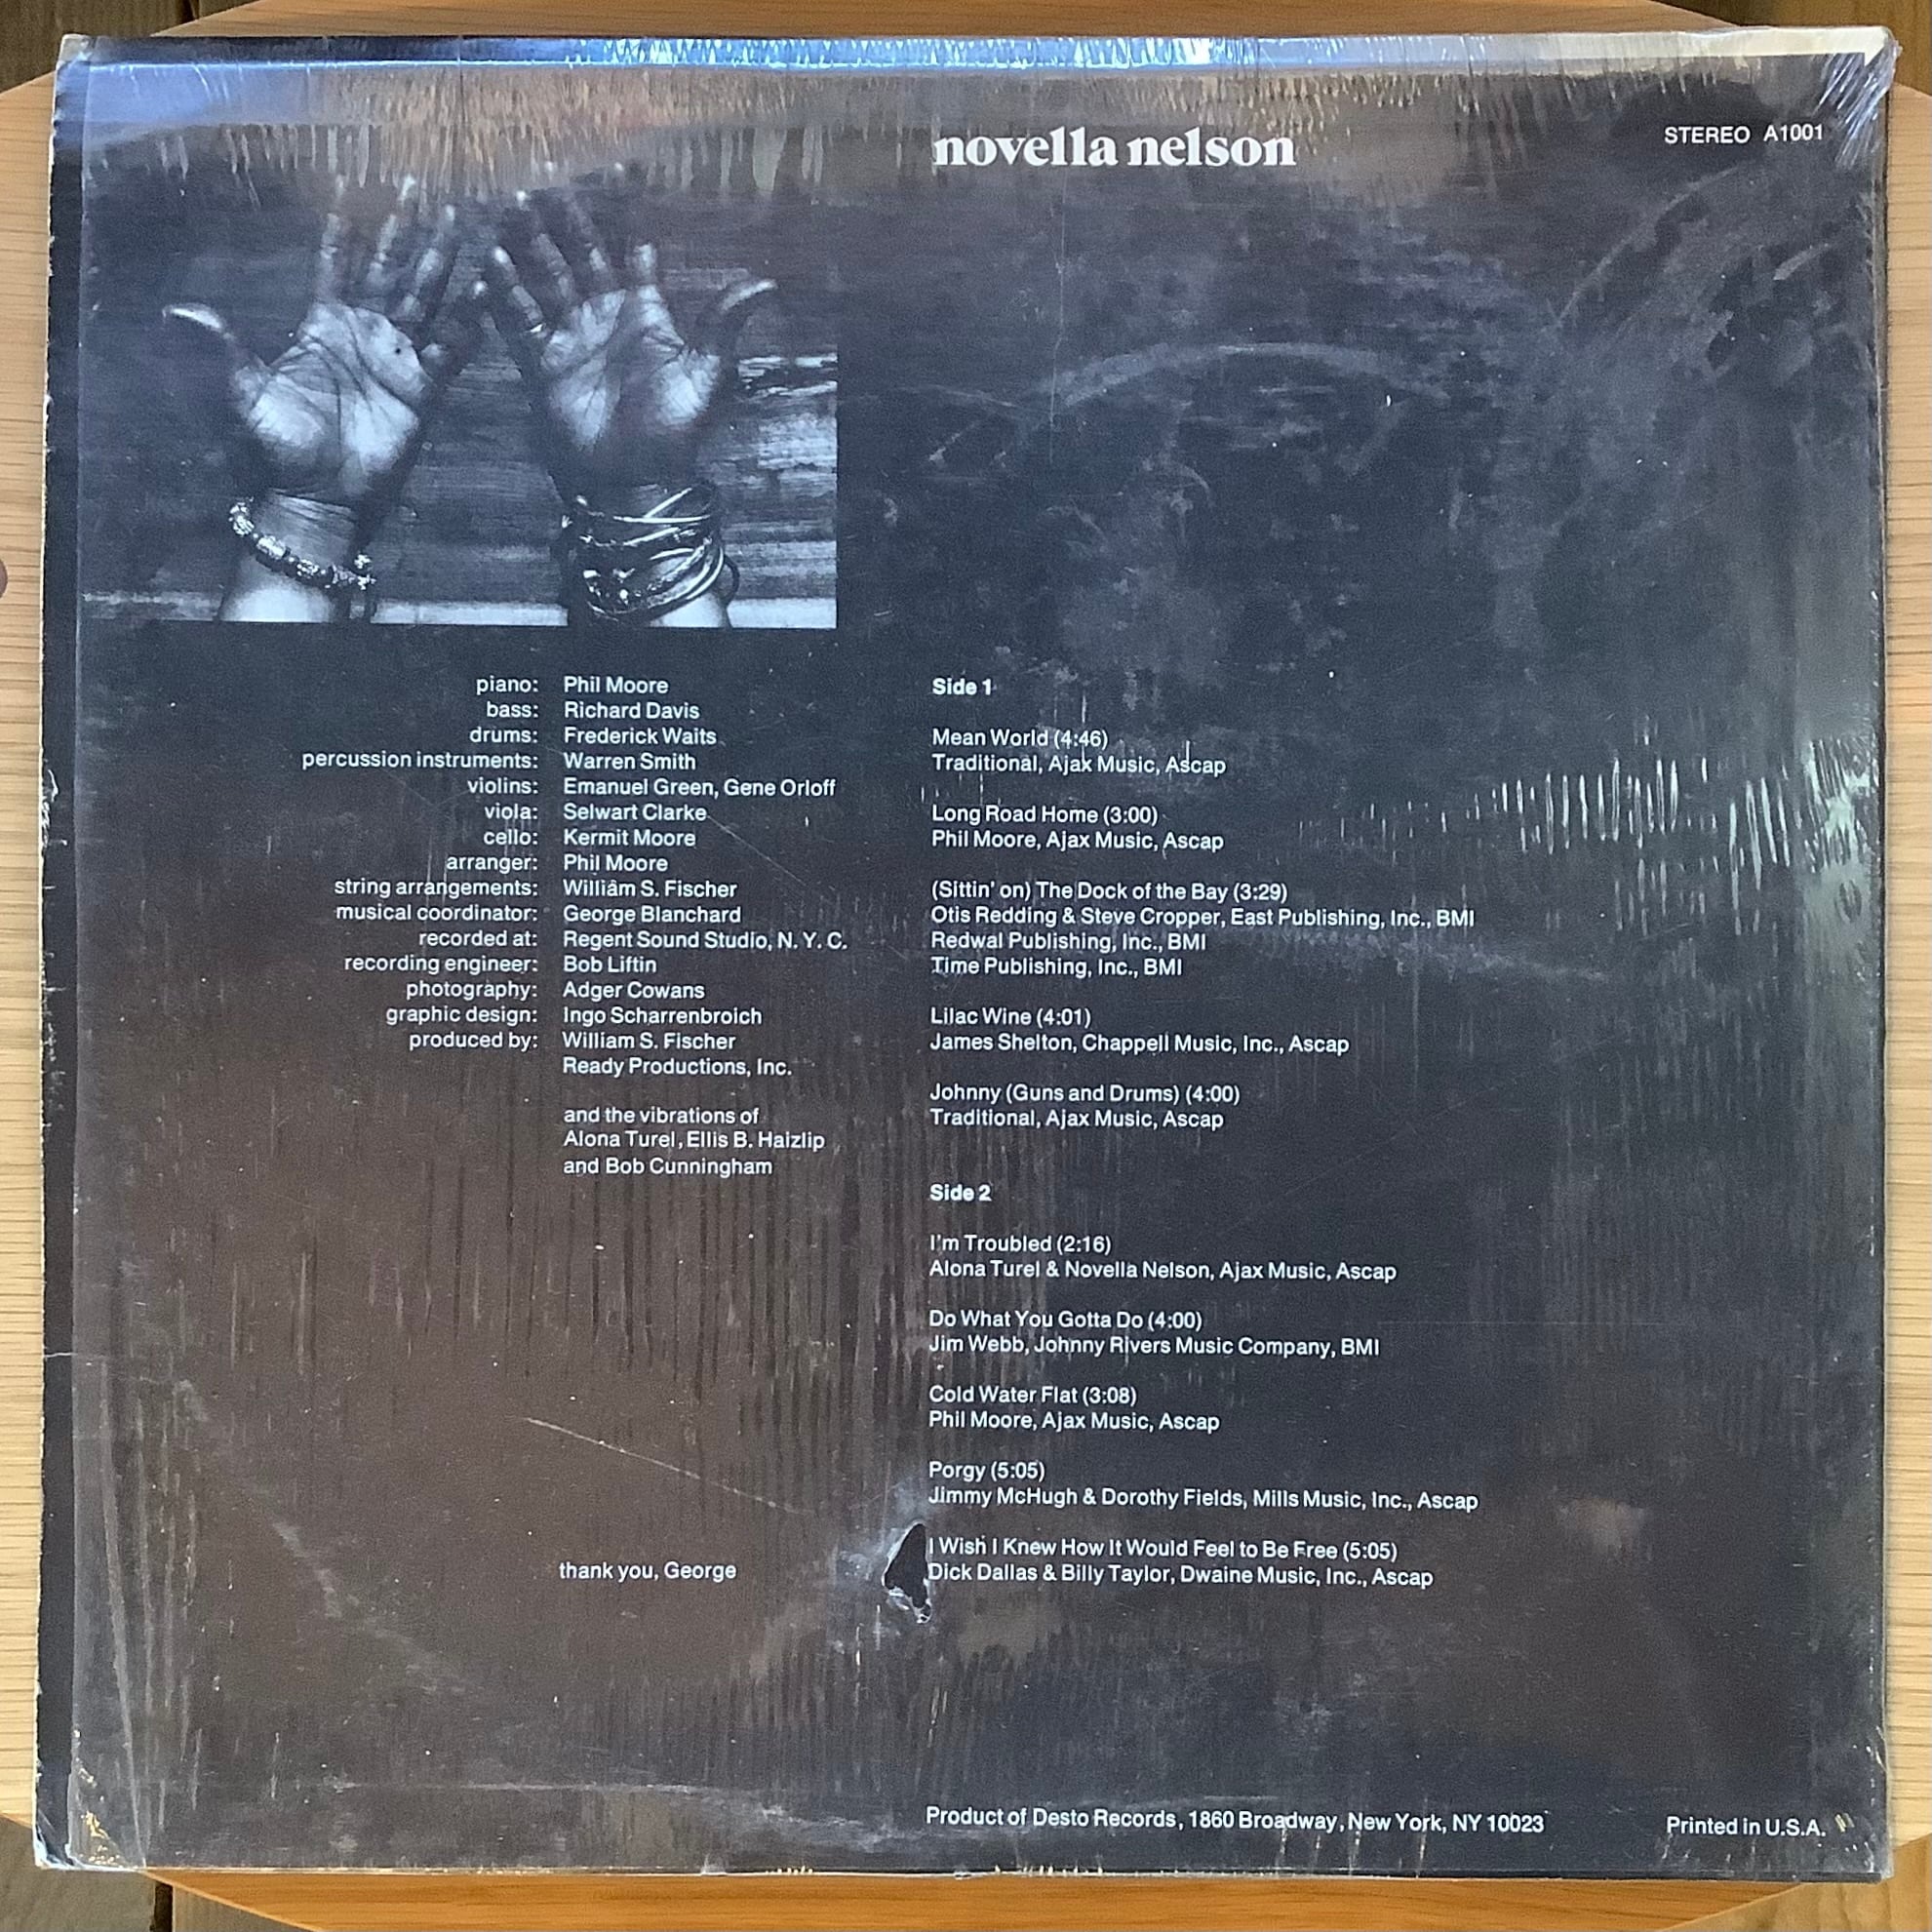 novella nelson
STEREO A1001
piano: Phil Moore
bass: Richard Davis
drums: Frederick Waits
percussion instruments: Warren Smith
violins: Emanuel Green, Gene Orloff
viola: Selwart Clarke
cello: Kermit Moore
arranger: Phil Moore
string arrangements: William S. Fischer
musical coordinator: George Blanchard
recorded at: Regent Sound Studio, N. Y. C.
recording engineer: Bob Liftin
photography: Adger Cowans
graphic design: Ingo Scharrenbroich
produced by: William S. Fischer
Ready Productions, Inc.
and the vibrations of
Alona Turel, Ellis B. Haizlip
and Bob Cunningham
thank you, George
Side 1
Mean World (4:46)
Traditional, Ajax Music, Ascap
Long Road Home (3:00)
Phil Moore, Ajax Music, Ascap
(Sittin' on) The Dock of the Bay (3:29)
Otis Redding & Steve Cropper, East Publishing, Inc., BMI
Redwal Publishing, Inc., BMI
Time Publishing, Inc., BMI
Lilac Wine (4:01)
James Shelton, Chappell Music, Inc., Ascap
Johnny (Guns and Drums) (4:00)
Traditional, Ajax Music, Ascap
Side 2
I'm Troubled (2:16)
Alona Turel & Novella Nelson, Ajax Music, Ascap
Do What You Gotta Do (4:00)
Jim Webb, Johnny Rivers Music Company, BMI
Cold Water Flat (3:08)
Phil Moore, Ajax Music, Ascap
Porgy (5:05)
Jimmy McHugh & Dorothy Fields, Mills Music, Inc., Ascap
I Wish I Knew How It Would Feel to Be Free (5:05)
Dick Dallas & Billy Taylor, Dwaine Music, Inc., Ascap
Product of Desto Records, 1860 Broadway, New York, NY 10023
Printed in U.S.A.